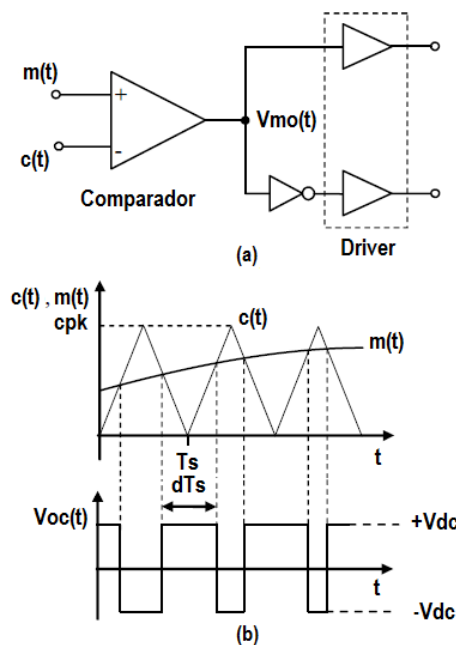 m(t)
+
Vmo(t)
c(t)
-
Comparador
Driver
(a)
c(t) , m(t)
cpk
c(t)
m(t)
Ts
t
dTs
Voc(t)
+Vdc
t
-Vdc
(b)